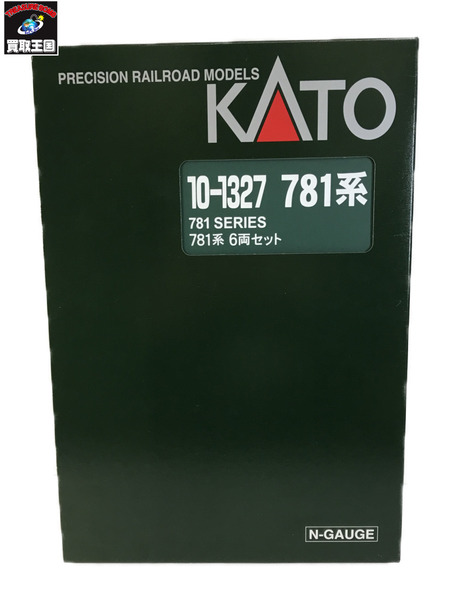 買取王国
PRECISION RAILROAD MODELS
KATO
10-1327 781系
781 SERIES
781系 6両セット
N-GAUGE